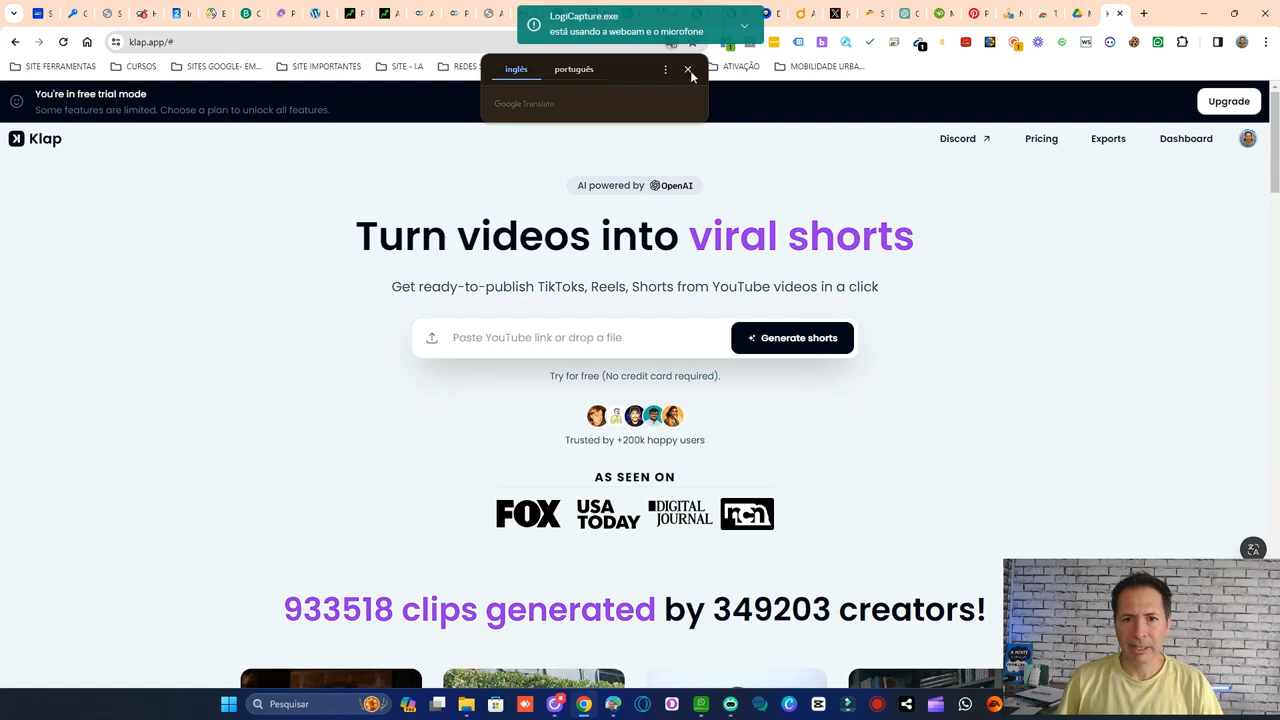 LogiCapture.exe
está usando a webcam e o microfone
klap.app/#
SITE FERRAMENTAS
CURSOS
SITES GOOGLE- EM...
SITE IMPORTANTES
SITE - LI...
REDES
ATIVAÇÃO
MOBILIDADE URBA...
inglês
português
Google Translate
You're in free trial mode
Some features are limited. Choose a plan to unlock all features.
Upgrade
Klap
Discord
Pricing
Exports
Dashboard
AI powered by OpenAI
Turn videos into viral shorts
Get ready-to-publish TikToks, Reels, Shorts from YouTube videos in a click
Paste YouTube link or drop a file
Generate shorts
Try for free (No credit card required).
Trusted by +200k happy users
AS SEEN ON
FOX
USA TODAY
DIGITAL JOURNAL
ncn
933518 clips generated by 349203 creators!
Pesquisar